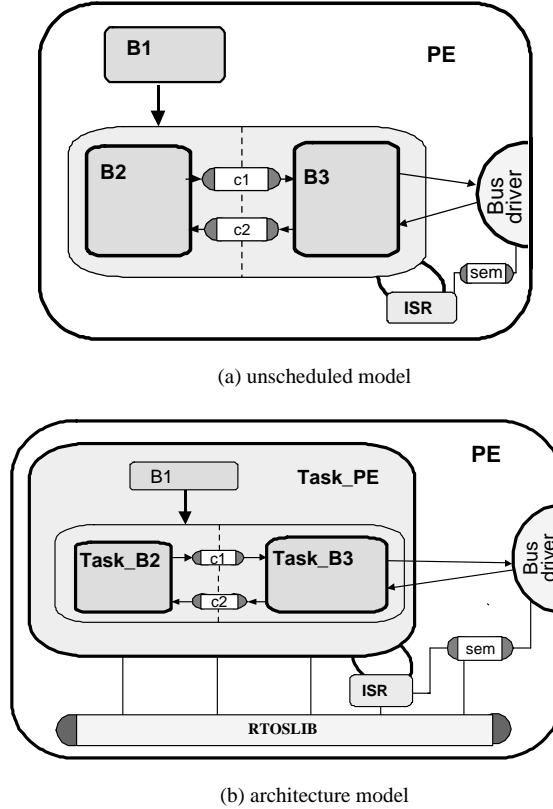 B1
PE
B2
c1
B3
c2
Bus
driver
sem
ISR
(a) unscheduled model
PE
B1
Task_PE
Task_B2
c1
Task_B3
c2
Bus
driver
sem
ISR
RTOSLIB
(b) architecture model